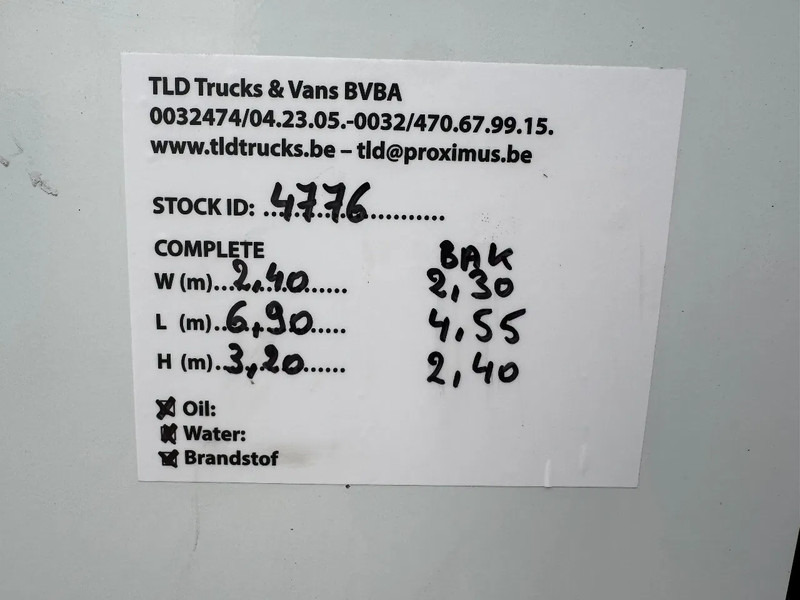 TLD Trucks & Vans BVBA
0032474/04.23.05.-0032/470.67.99.15.
www.tldtrucks.be – tld@proximus.be
STOCK ID: 4776
COMPLETE BAK
W (m) 2,40 2,30
L (m) 6,90 4,55
H (m) 3,20 2,40
Oil:
Water:
Brandstof